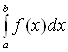 ∫_a^b f(x)dx